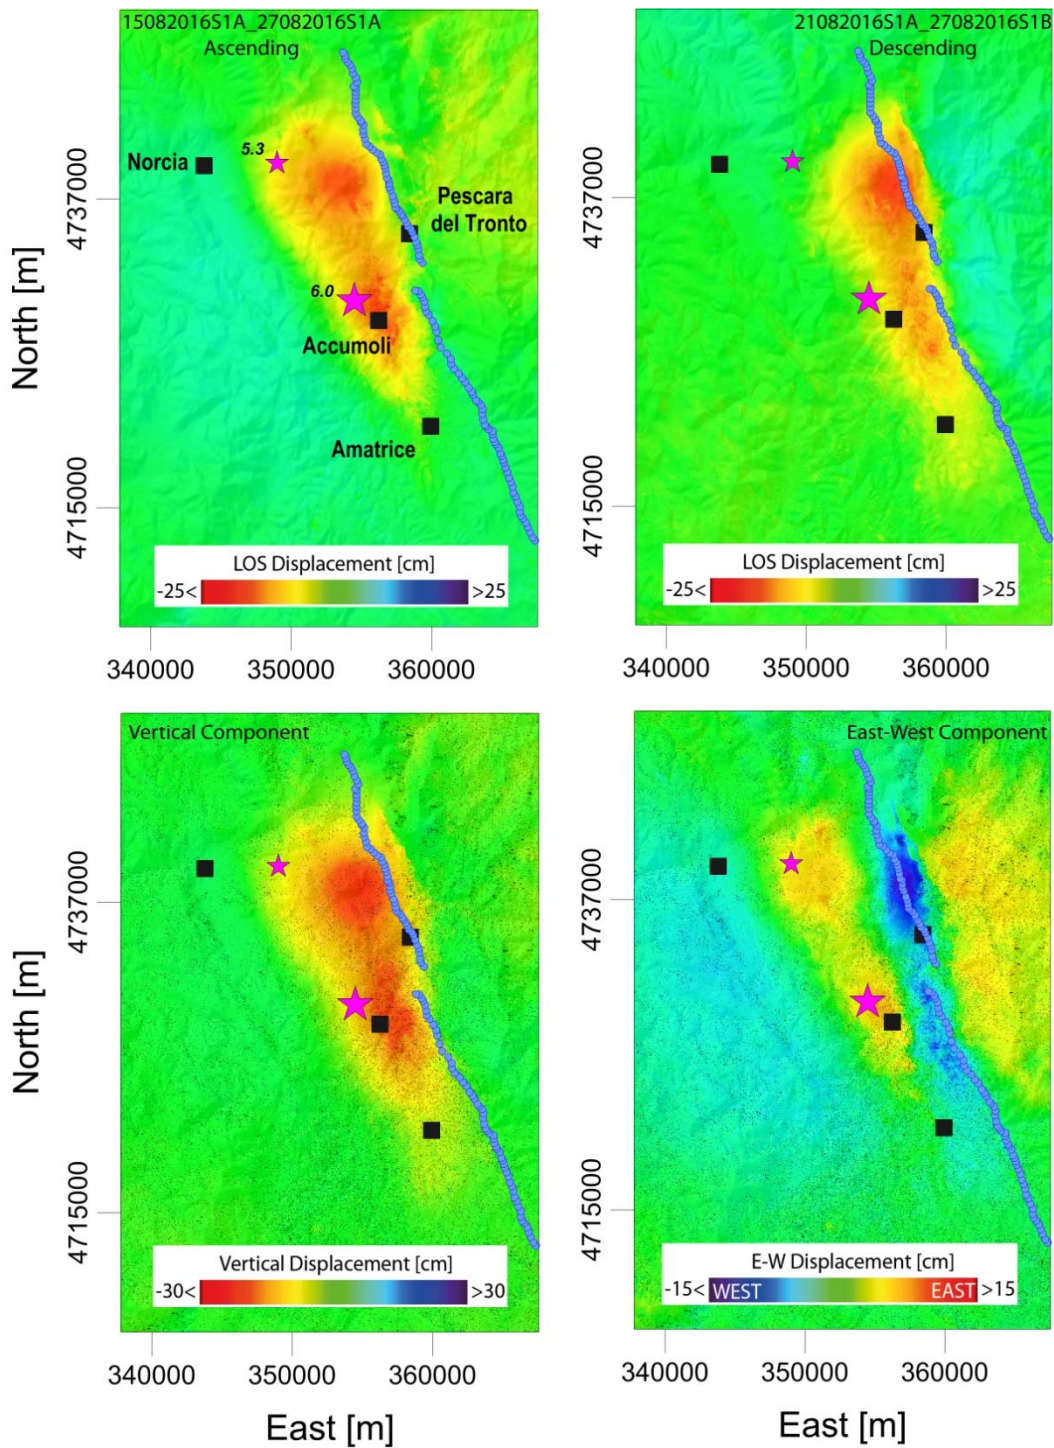 15082016S1A_27082016S1A
Ascending
5.3
Norcia
Pescara
del Tronto
6.0
Accumoli
Amatrice
LOS Displacement [cm]
-25< >25
North [m]
4737000
4715000
340000 350000 360000
21082016S1A_27082016S1B
Descending
LOS Displacement [cm]
-25< >25
4737000
4715000
340000 350000 360000
Vertical Component
Vertical Displacement [cm]
-30< >30
North [m]
4737000
4715000
340000 350000 360000
East [m]
East-West Component
E-W Displacement [cm]
-15< WEST EAST >15
4737000
4715000
340000 350000 360000
East [m]